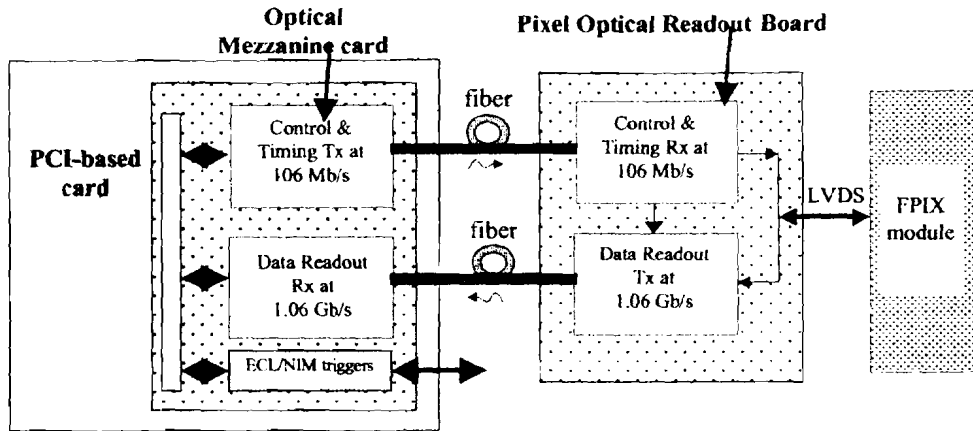 Optical
Mezzanine card
Pixel Optical Readout Board
PCI-based
card
Control &
Timing Tx at
106 Mb/s
fiber
Control &
Timing Rx at
106 Mb/s
LVDS
FPIX
module
Data Readout
Rx at
1.06 Gb/s
fiber
Data Readout
Tx at
1.06 Gb/s
ECL/NIM triggers